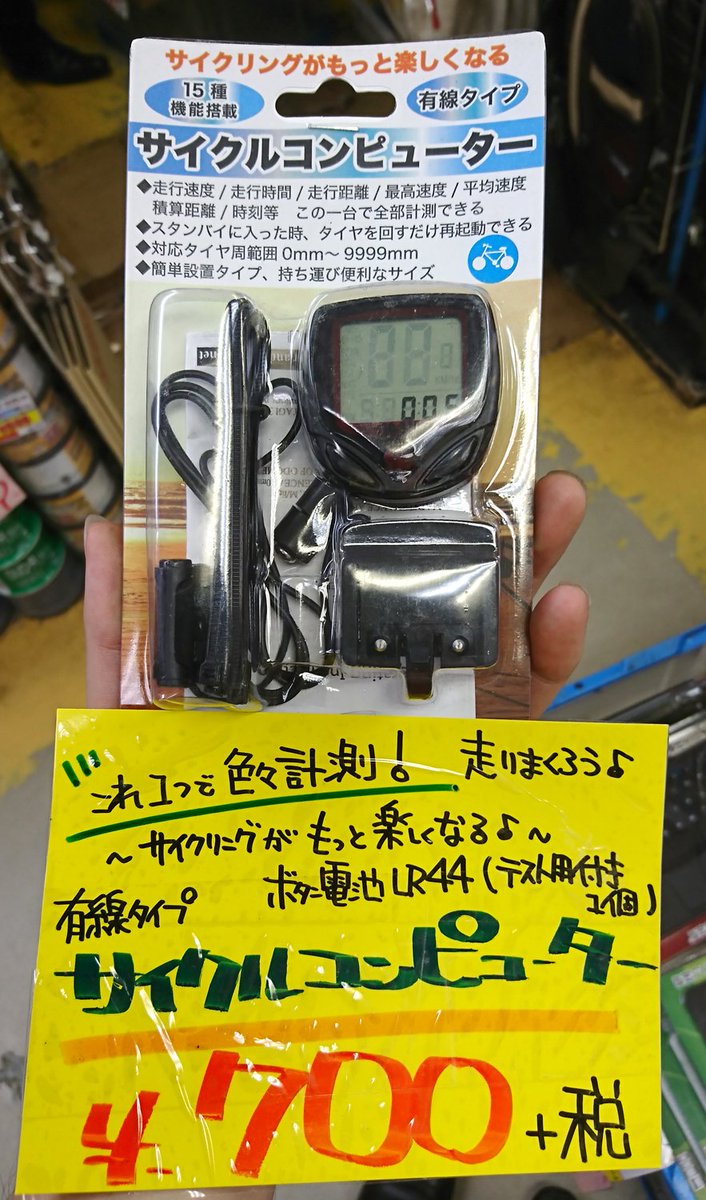 サイクリングがもっと楽しくなる
15種
機能搭載
有線タイプ
サイクルコンピューター
◆走行速度/走行時間/走行距離/最高速度/平均速度
積算距離/時刻等 この一台で全部計測できる
◆スタンバイに入った時、タイヤを回すだけ再起動できる
◆対応タイヤ周範囲0mm～9999mm
◆簡単設置タイプ、持ち運び便利なサイズ
これ1つで色々計測! 走りまくろう♪
～サイクリングがもっと楽しくなる♪～
ボタン電池LR44(テスト用付き
1個)
有線タイプ
サイクルコンピューター
¥700+税